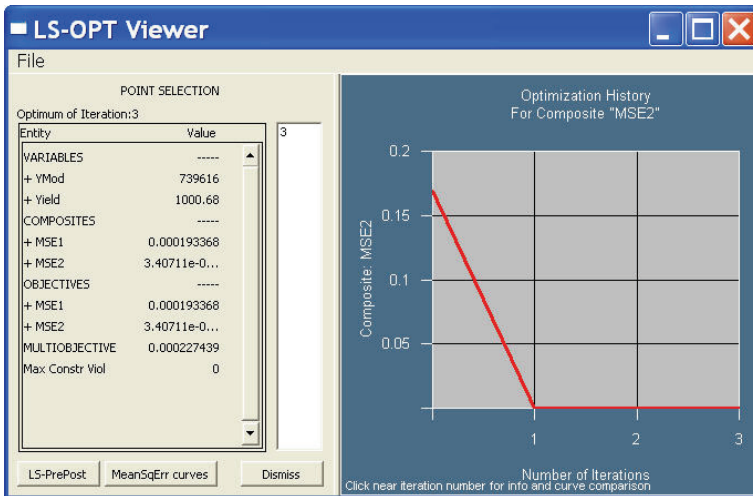 LS-OPT Viewer
File
POINT SELECTION
Optimum of Iteration:3
Entity Value
VARIABLES -----
+ YMod 739616
+ Yield 1000.68
COMPOSITES -----
+ MSE1 0.000193368
+ MSE2 3.40711e-0...
OBJECTIVES -----
+ MSE1 0.000193368
+ MSE2 3.40711e-0...
MULTIOBJECTIVE 0.000227439
Max Constr Viol 0
3
LS-PrePost MeanSqErr curves Dismiss
Optimization History
For Composite "MSE2"
0.2
0.15
0.1
0.05
Composite: MSE2
1 2 3
Number of Iterations
Click near iteration number for info and curve comparison